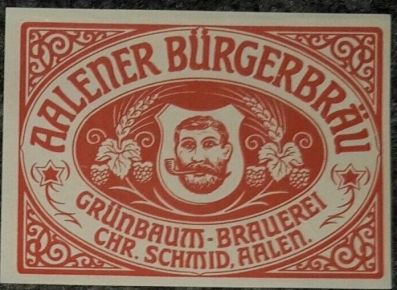 AALENER BÜRGERBRÄU
GRÜNBAUM-BRAUEREI
CHR. SCHMID, AALEN.